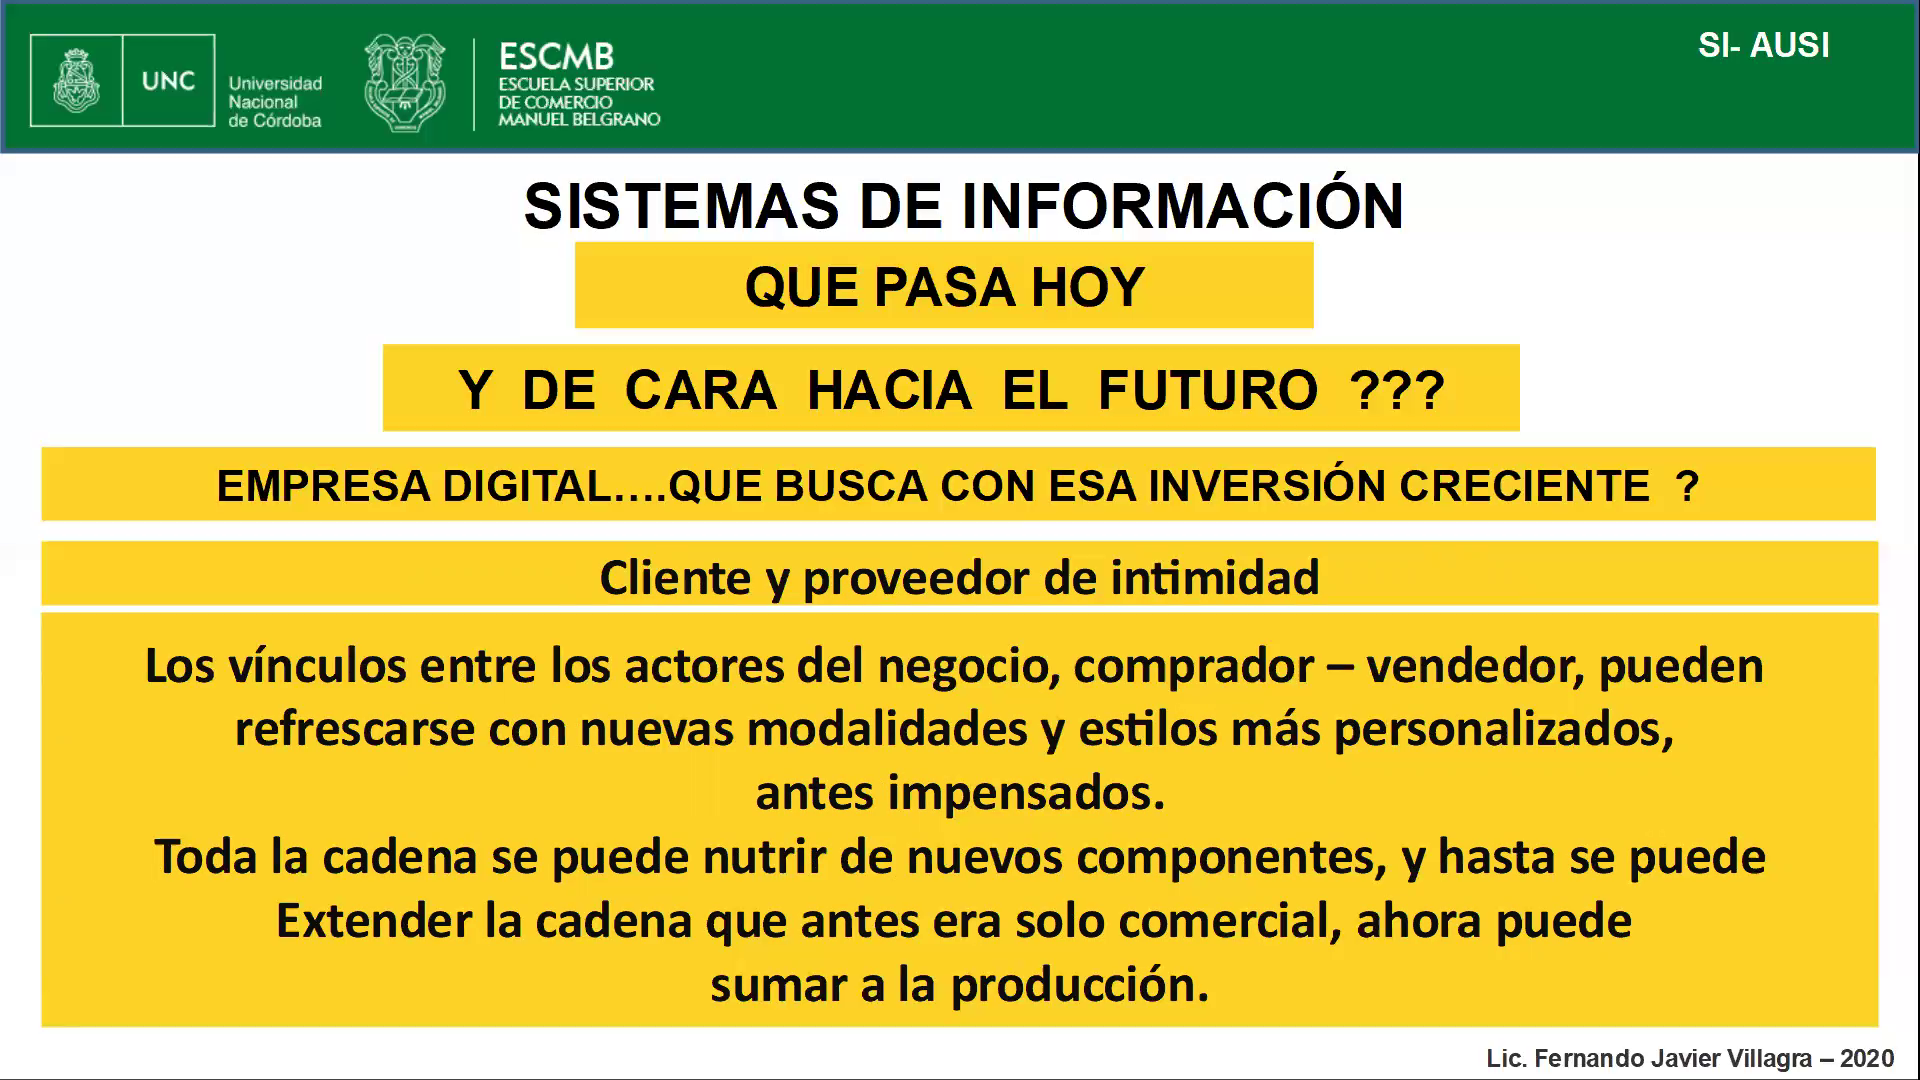 UNC
Universidad
Nacional
de Córdoba
ESCMB
ESCUELA SUPERIOR
DE COMERCIO
MANUEL BELGRANO
SI- AUSI
SISTEMAS DE INFORMACIÓN
QUE PASA HOY
Y DE CARA HACIA EL FUTURO ???
EMPRESA DIGITAL....QUE BUSCA CON ESA INVERSIÓN CRECIENTE ?
Cliente y proveedor de intimidad
Los vínculos entre los actores del negocio, comprador – vendedor, pueden
refrescarse con nuevas modalidades y estilos más personalizados,
antes impensados.
Toda la cadena se puede nutrir de nuevos componentes, y hasta se puede
Extender la cadena que antes era solo comercial, ahora puede
sumar a la producción.
Lic. Fernando Javier Villagra – 2020